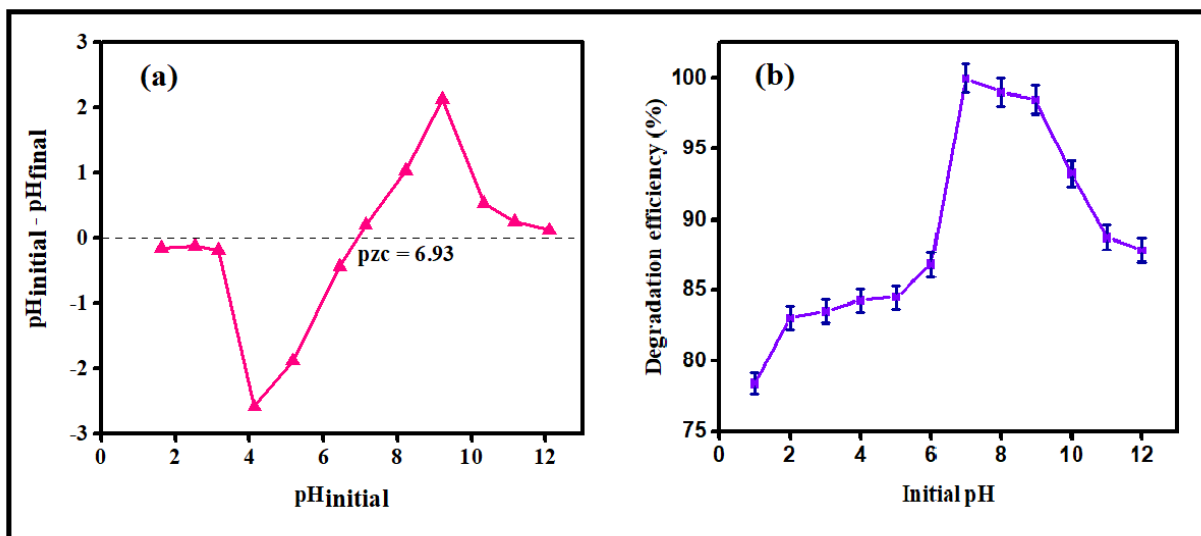 (a)
3
2
1
0
-1
-2
-3
pHinitial - pHfinal
pzc = 6.93
0 2 4 6 8 10 12
pHinitial
(b)
100
95
90
85
80
75
Degradation efficiency (%)
0 2 4 6 8 10 12
Initial pH